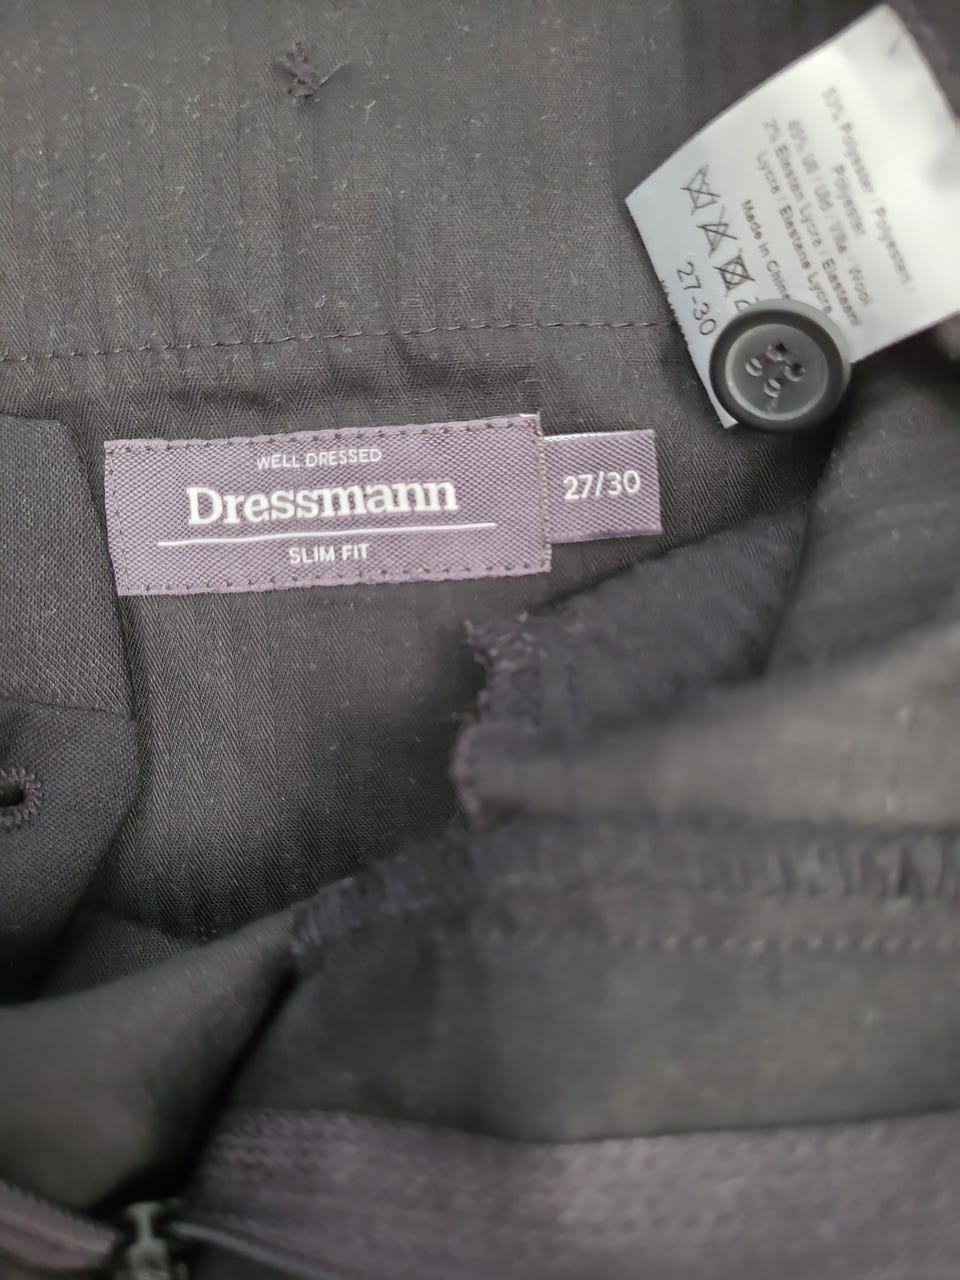 WELL DRESSED
Dressmann
SLIM FIT
27/30
53% Polyester / Polyesteri /
Polyester
45% Ull / Uld / Villa / Wool
2% Elastan Lycra / Elastaani
Lycra / Elastane Lycra
Made in China
27-30